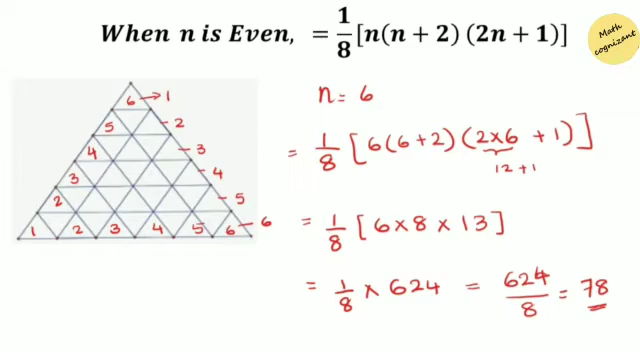 When n is Even, = 1/8 [n(n + 2) (2n + 1)]
Math
cognizant
n = 6
= 1/8 [ 6(6+2) (2×6 + 1) ]
12 + 1
= 1/8 [ 6 × 8 × 13 ]
= 1/8 × 624 = 624/8 = 78
6 → 1
5 - 2
4 - 3
- 4
3 - 5
2
1 2 3 4 5 6 - 6